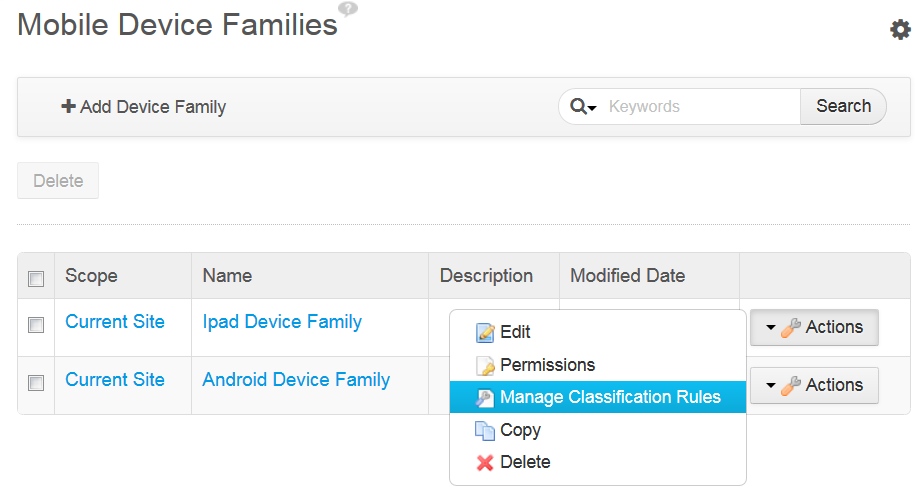 Mobile Device Families ?
Add Device Family Keywords Search
Delete
Scope Name Description Modified Date
Current Site Ipad Device Family Actions
Edit
Permissions
Current Site Android Device Family Actions
Manage Classification Rules
Copy
Delete